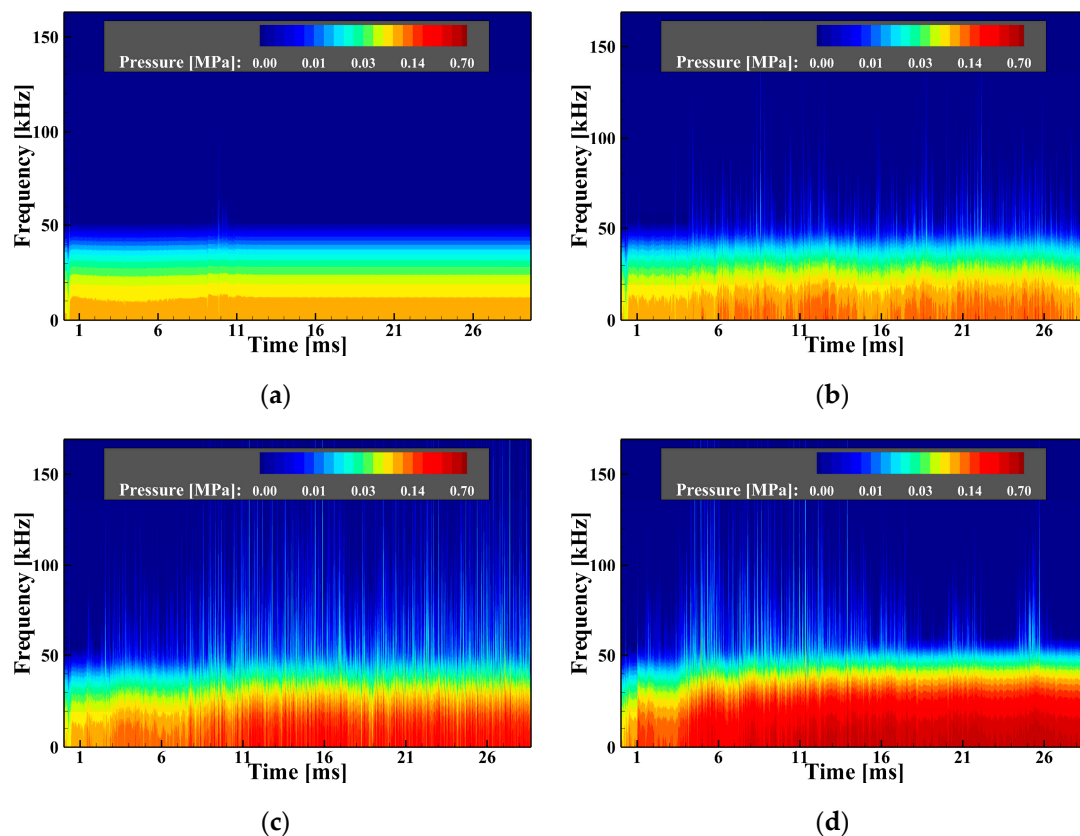 150
Pressure [MPa]: 0.00 0.01 0.03 0.14 0.70
100
50
0
Frequency [kHz]
1 6 11 16 21 26
Time [ms]
(a)
150
Pressure [MPa]: 0.00 0.01 0.03 0.14 0.70
100
50
0
Frequency [kHz]
1 6 11 16 21 26
Time [ms]
(b)
150
Pressure [MPa]: 0.00 0.01 0.03 0.14 0.70
100
50
0
Frequency [kHz]
1 6 11 16 21 26
Time [ms]
(c)
150
Pressure [MPa]: 0.00 0.01 0.03 0.14 0.70
100
50
0
Frequency [kHz]
1 6 11 16 21 26
Time [ms]
(d)